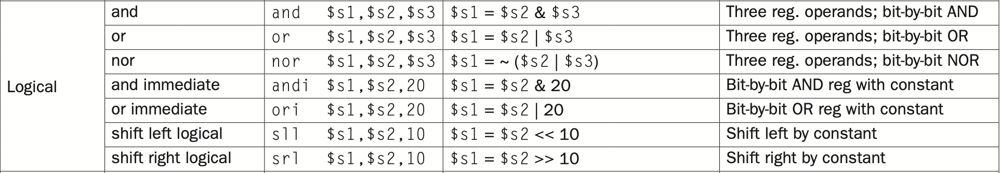 and and $s1,$s2,$s3 $s1 = $s2 & $s3 Three reg. operands; bit-by-bit AND
or or $s1,$s2,$s3 $s1 = $s2 | $s3 Three reg. operands; bit-by-bit OR
nor nor $s1,$s2,$s3 $s1 = ~ ($s2 | $s3) Three reg. operands; bit-by-bit NOR
Logical and immediate andi $s1,$s2,20 $s1 = $s2 & 20 Bit-by-bit AND reg with constant
or immediate ori $s1,$s2,20 $s1 = $s2 | 20 Bit-by-bit OR reg with constant
shift left logical sll $s1,$s2,10 $s1 = $s2 << 10 Shift left by constant
shift right logical srl $s1,$s2,10 $s1 = $s2 >> 10 Shift right by constant